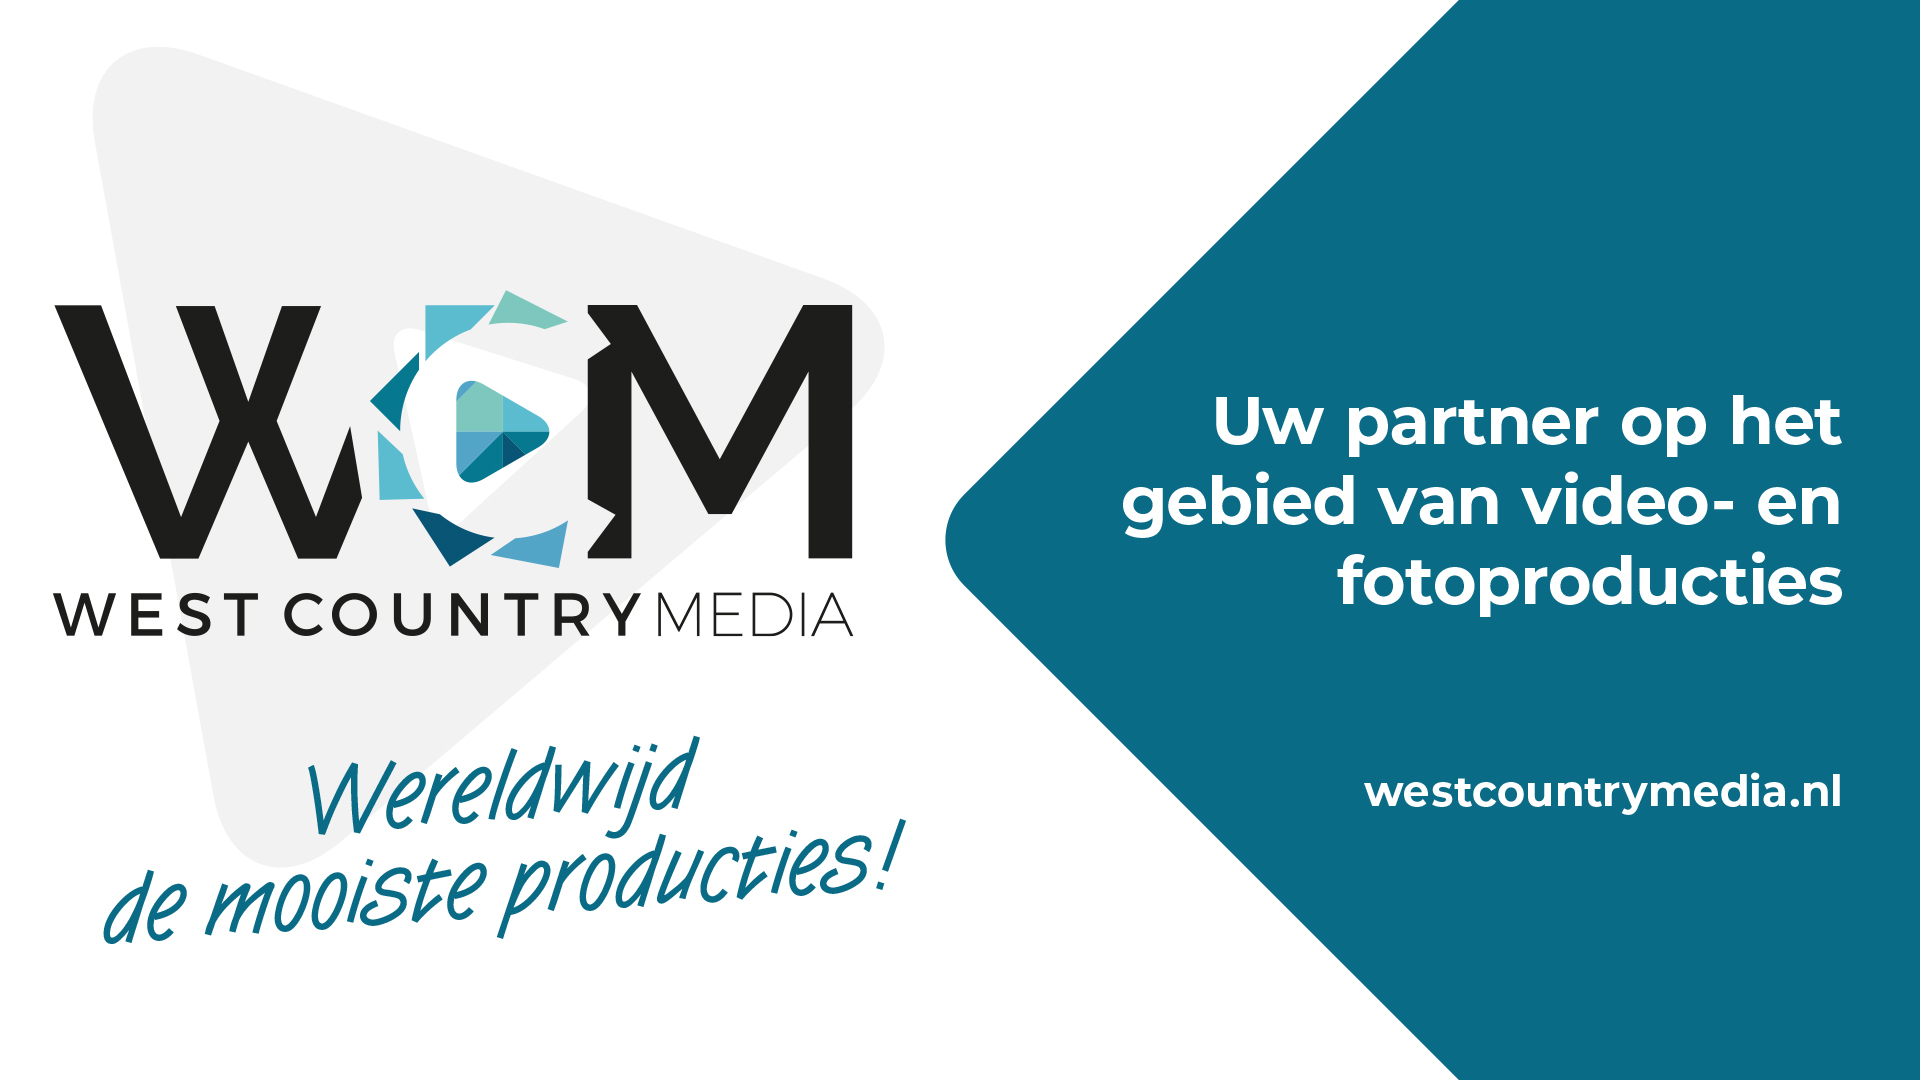 WCM
WEST COUNTRY MEDIA
Wereldwijd
de mooiste producties!
Uw partner op het
gebied van video- en
fotoproducties
westcountrymedia.nl